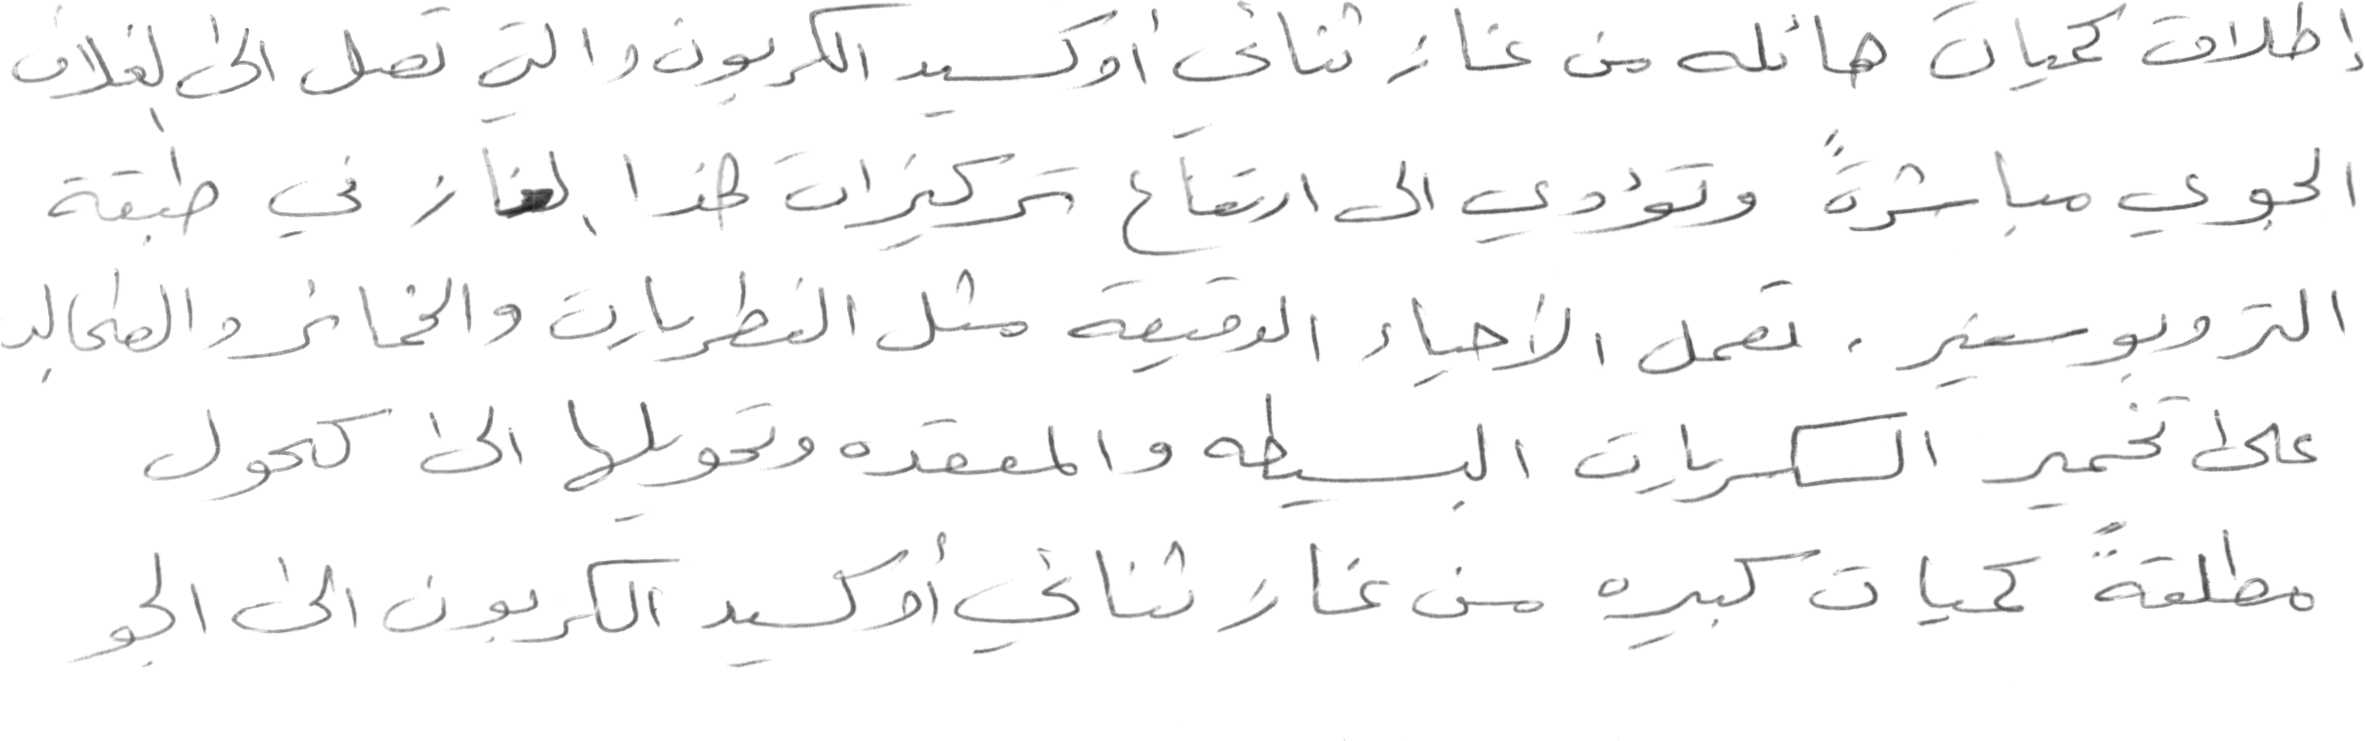 إطلاق كميات هائله من غاز ثنائى أوكسيد الكربون والتي تصل الى الغلاف
الجوي مباشرةً وتؤدي الى ارتفاع تركيزات هذا الغاز في طبقة
التروبوسفير. تعمل الأحياء الدقيقة مثل الفطريات والخمائر والطحالب
على تخمير السكريات البسيطه والمعقده وتحويلها الى كحول
مطلقةً كميات كبيره من غاز ثنائي أوكسيد الكربون الى الجو